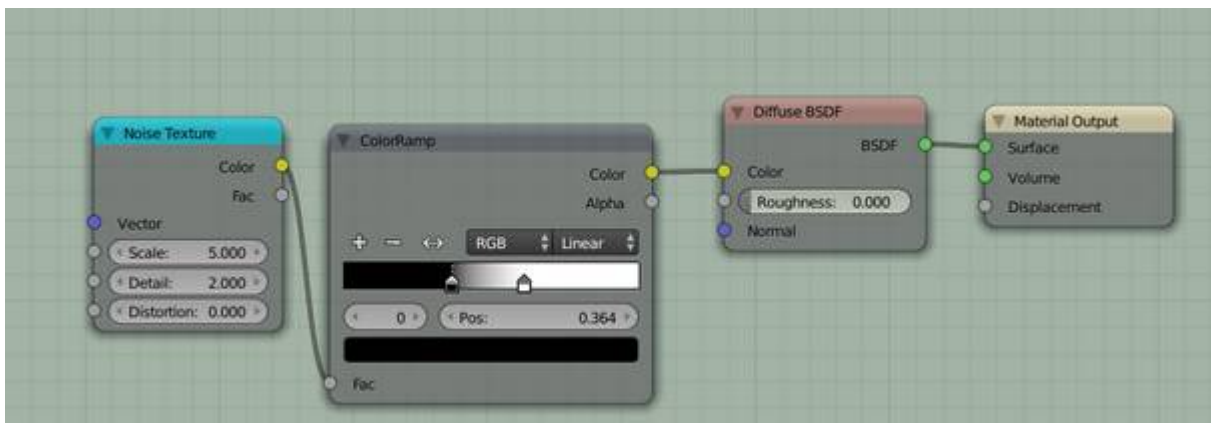 Noise Texture
Color
Fac
Vector
Scale: 5.000
Detail: 2.000
Distortion: 0.000
ColorRamp
Color
Alpha
RGB
Linear
0
Pos: 0.364
Fac
Diffuse BSDF
BSDF
Color
Roughness: 0.000
Normal
Material Output
Surface
Volume
Displacement